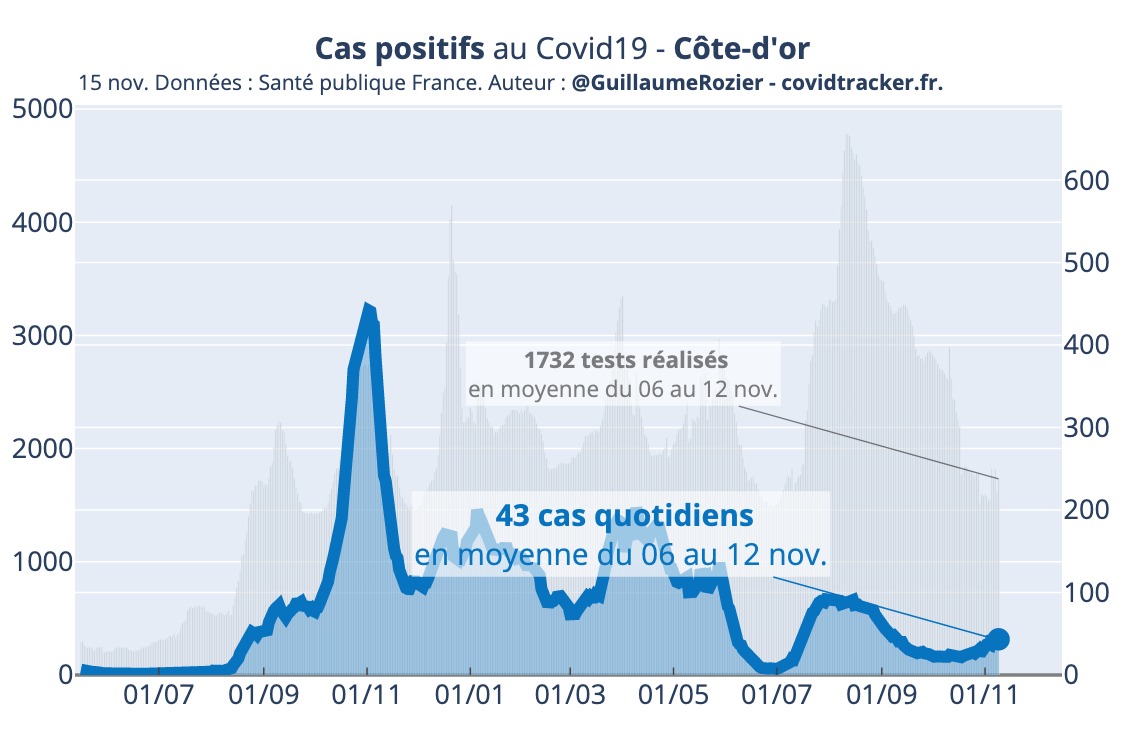 Cas positifs au Covid19 - Côte-d'or
15 nov. Données : Santé publique France. Auteur : @GuillaumeRozier - covidtracker.fr.
5000
4000
3000
2000
1000
0
600
500
400
300
200
100
0
1732 tests réalisés
en moyenne du 06 au 12 nov.
43 cas quotidiens
en moyenne du 06 au 12 nov.
01/07 01/09 01/11 01/01 01/03 01/05 01/07 01/09 01/11